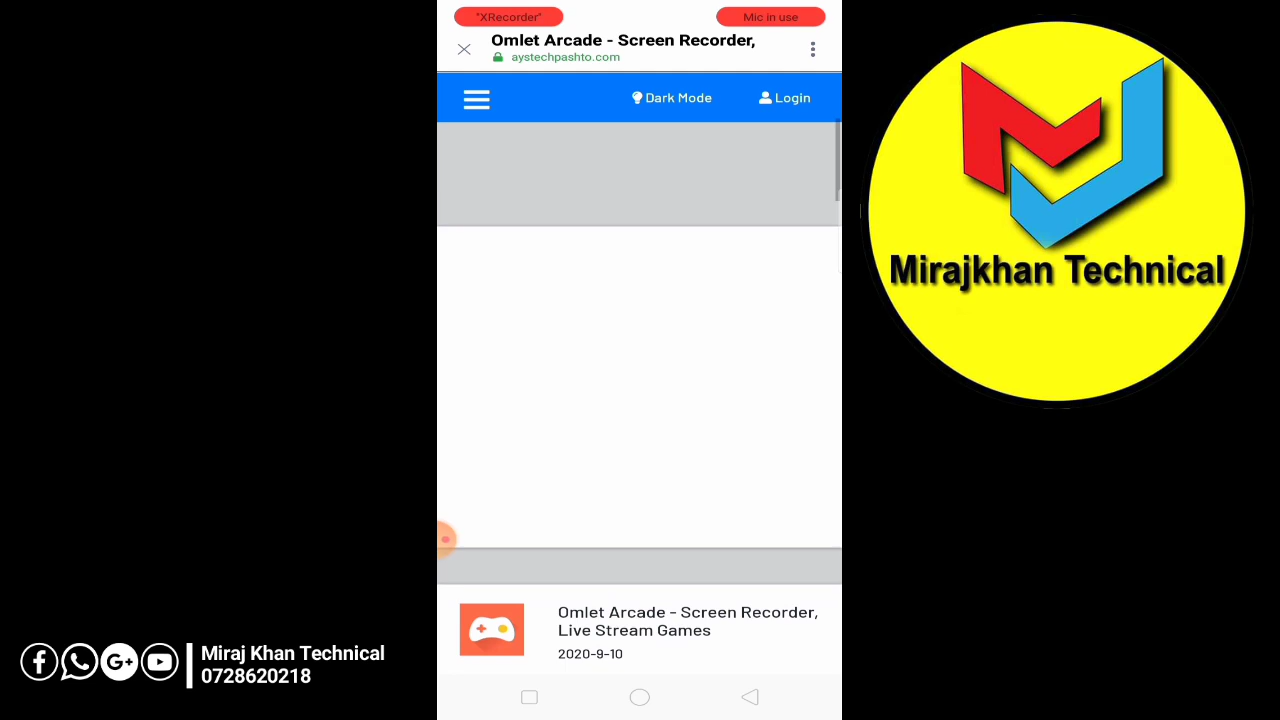 "XRecorder"
Mic in use
Omlet Arcade - Screen Recorder,
aystechpashto.com
Dark Mode
Login
Mirajkhan Technical
Omlet Arcade - Screen Recorder,
Live Stream Games
2020-9-10
Miraj Khan Technical
0728620218